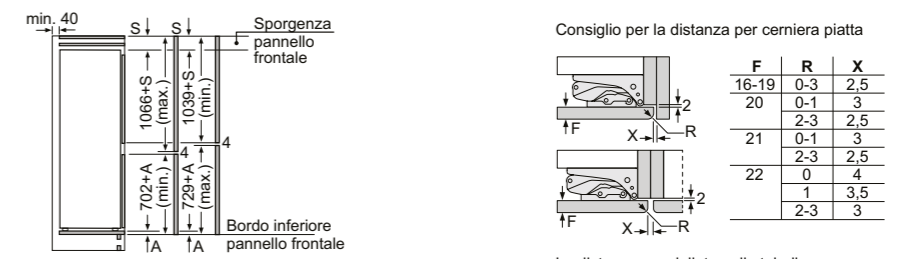 min. 40
S
S
Sporgenza
pannello
frontale
1066+S
(max.)
1039+S
(min.)
4
4
702+A
(min.)
729+A
(max.)
Bordo inferiore
pannello frontale
A
A
Consiglio per la distanza per cerniera piatta
2
F
X
R
2
F
X
R
F R X
16-19 0-3 2,5
20 0-1 3
2-3 2,5
21 0-1 3
2-3 2,5
22 0 4
1 3,5
2-3 3